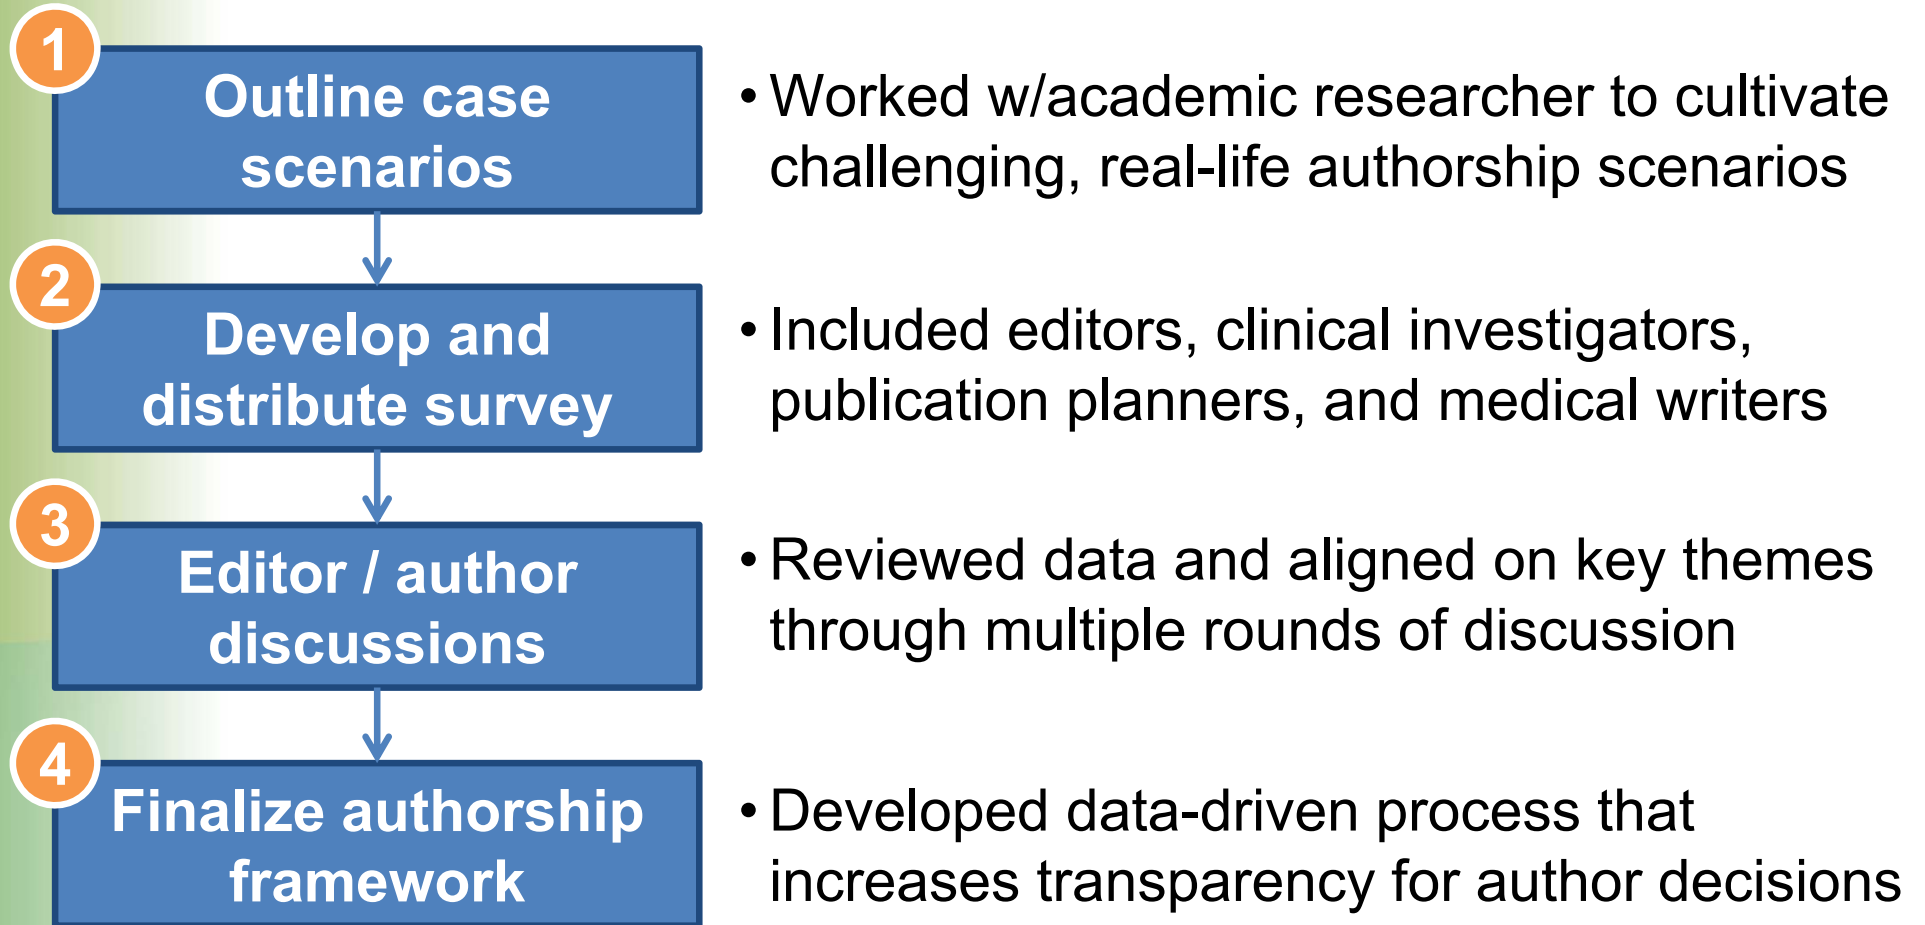 1
Outline case
scenarios
• Worked w/academic researcher to cultivate
challenging, real-life authorship scenarios
2
Develop and
distribute survey
• Included editors, clinical investigators,
publication planners, and medical writers
3
Editor / author
discussions
• Reviewed data and aligned on key themes
through multiple rounds of discussion
4
Finalize authorship
framework
• Developed data-driven process that
increases transparency for author decisions